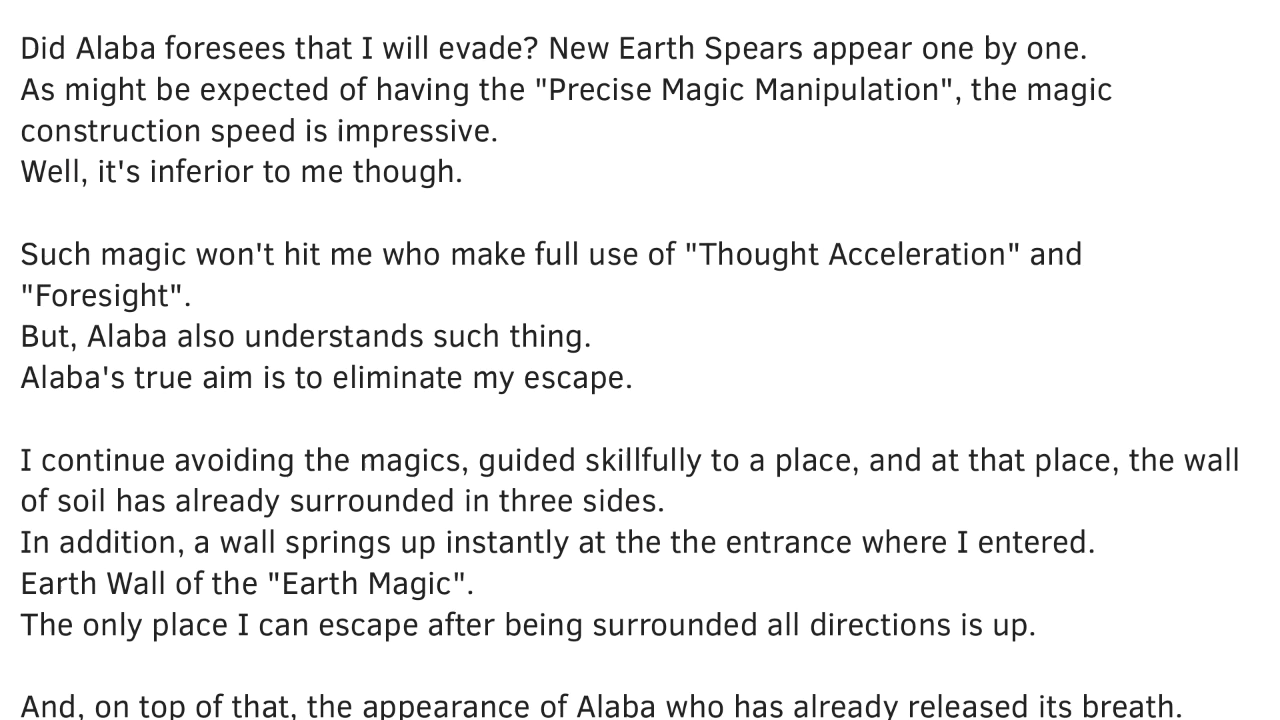 Did Alaba foresees that I will evade? New Earth Spears appear one by one.
As might be expected of having the "Precise Magic Manipulation", the magic
construction speed is impressive.
Well, it's inferior to me though.
Such magic won't hit me who make full use of "Thought Acceleration" and
"Foresight".
But, Alaba also understands such thing.
Alaba's true aim is to eliminate my escape.
I continue avoiding the magics, guided skillfully to a place, and at that place, the wall
of soil has already surrounded in three sides.
In addition, a wall springs up instantly at the the entrance where I entered.
Earth Wall of the "Earth Magic".
The only place I can escape after being surrounded all directions is up.
And, on top of that, the appearance of Alaba who has already released its breath.